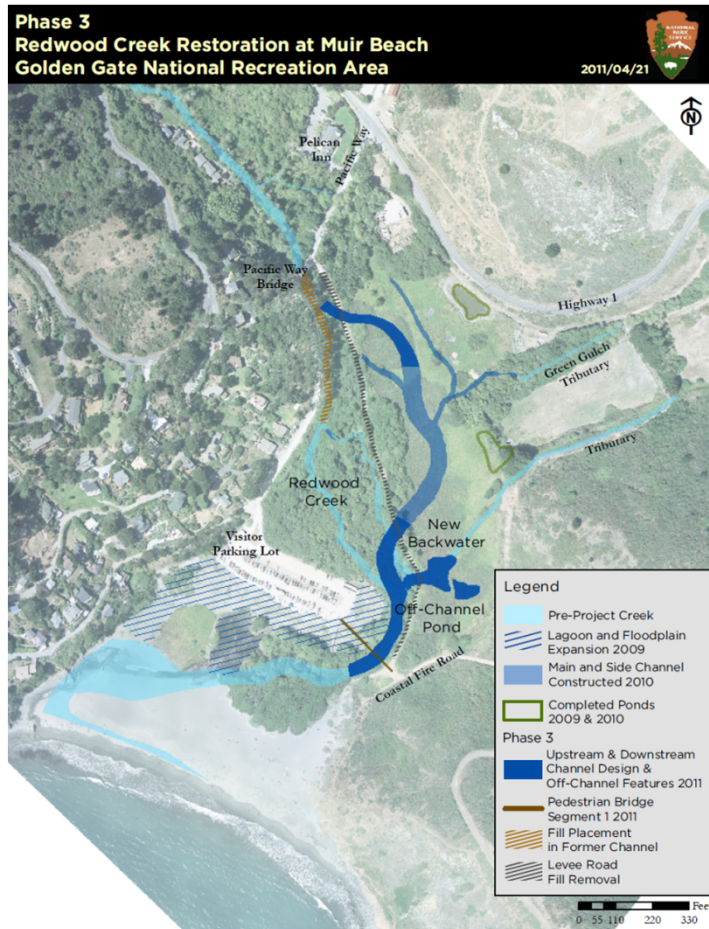 Phase 3
Redwood Creek Restoration at Muir Beach
Golden Gate National Recreation Area
2011/04/21
NATIONAL
PARK
SERVICE
N
Pelican
Inn
Pacific Way
Pacific Way
Bridge
Highway 1
Green Gulch
Tributary
Tributary
Redwood
Creek
New
Backwater
Visitor
Parking Lot
Off-Channel
Pond
Coastal Fire Road
Legend
Pre-Project Creek
Lagoon and Floodplain
Expansion 2009
Main and Side Channel
Constructed 2010
Completed Ponds
2009 & 2010
Phase 3
Upstream & Downstream
Channel Design &
Off-Channel Features 2011
Pedestrian Bridge
Segment 1 2011
Fill Placement
in Former Channel
Levee Road
Fill Removal
Fee
0 55 110 220 330